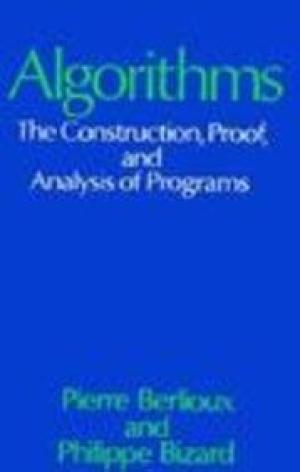 Algorithms
The Construction, Proof,
and
Analysis of Programs
Pierre Berlioux
and
Philippe Bizard